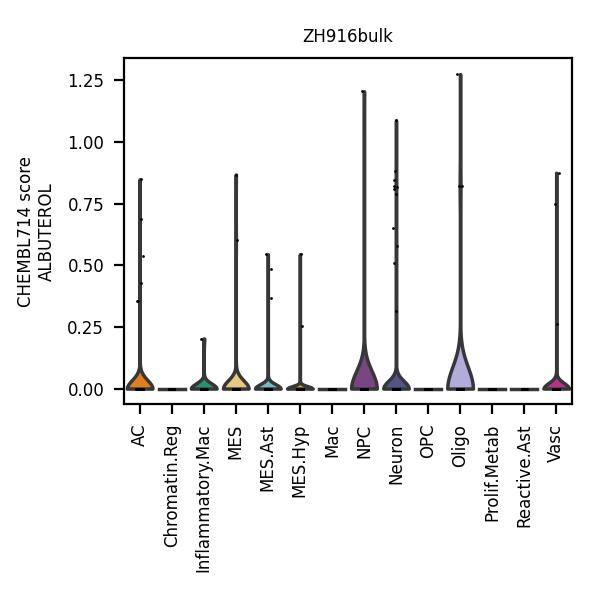 ZH916bulk
CHEMBL714 score
ALBUTEROL
1.25
1.00
0.75
0.50
0.25
0.00
AC
Chromatin.Reg
Inflammatory.Mac
MES
MES.Ast
MES.Hyp
Mac
NPC
Neuron
OPC
Oligo
Prolif.Metab
Reactive.Ast
Vasc